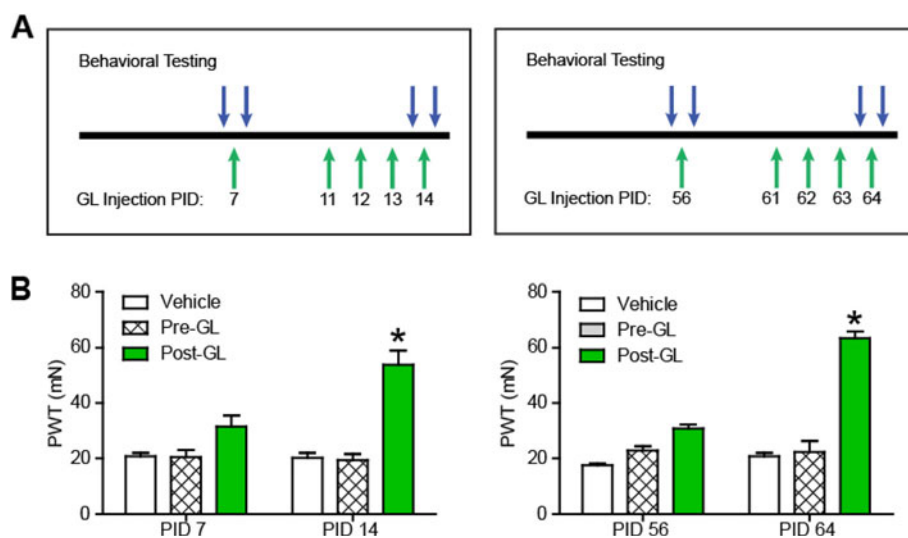 A
Behavioral Testing
GL Injection PID: 7 11 12 13 14
Behavioral Testing
GL Injection PID: 56 61 62 63 64
B
80
60
40
20
0
PWT (mN)
Vehicle
Pre-GL
Post-GL
*
PID 7 PID 14
80
60
40
20
0
PWT (mN)
Vehicle
Pre-GL
Post-GL
*
PID 56 PID 64